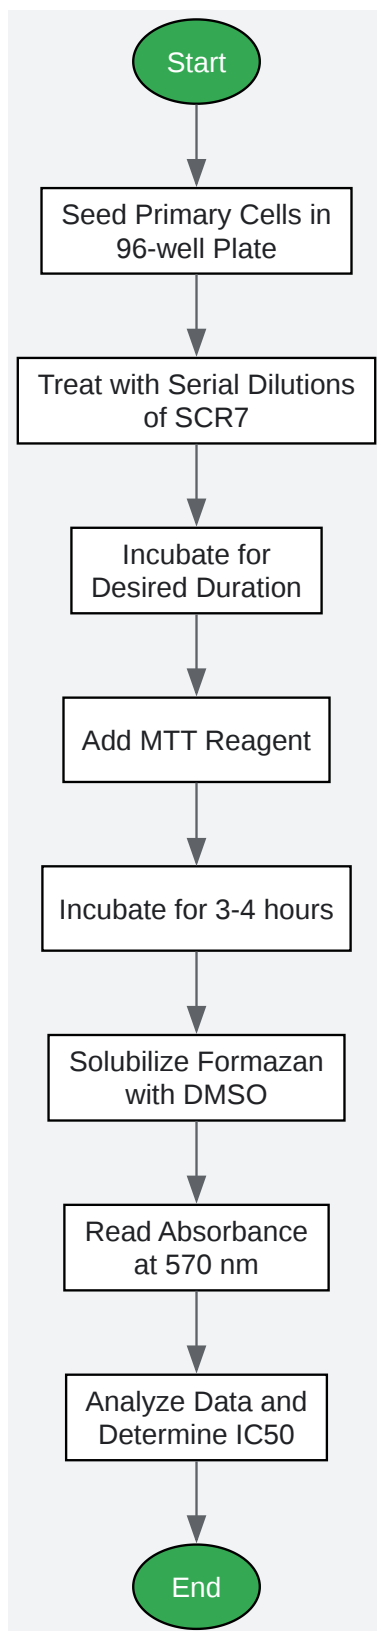 Start
Seed Primary Cells in
96-well Plate
Treat with Serial Dilutions
of SCR7
Incubate for
Desired Duration
Add MTT Reagent
Incubate for 3-4 hours
Solubilize Formazan
with DMSO
Read Absorbance
at 570 nm
Analyze Data and
Determine IC50
End